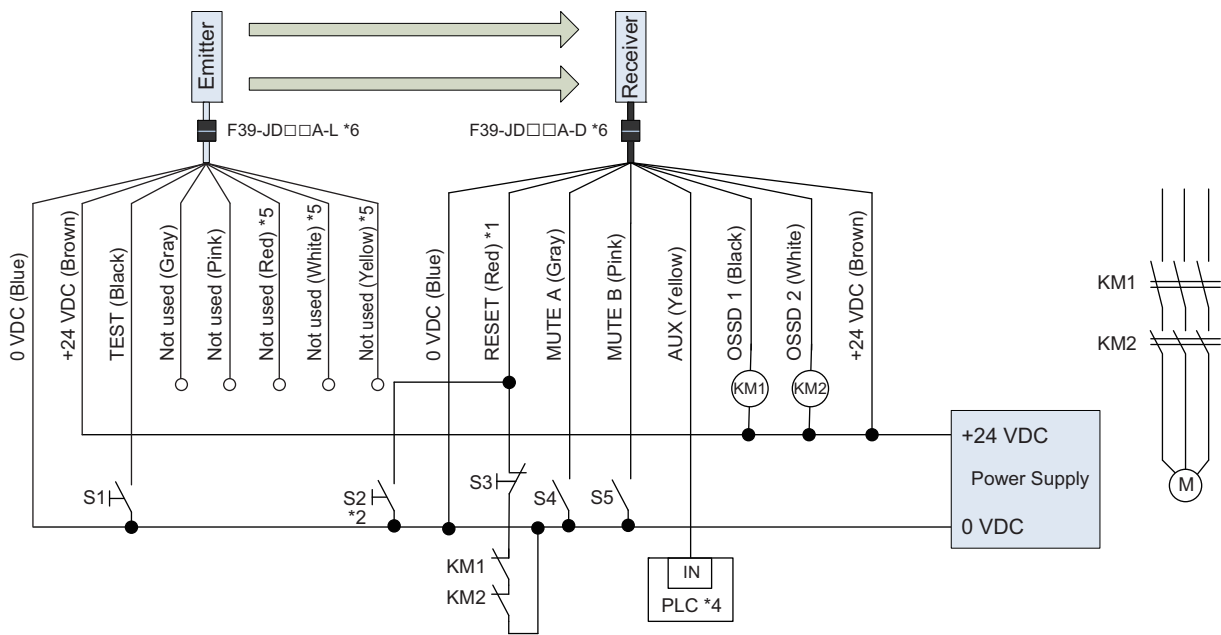 Emitter
Receiver
F39-JD□□A-L *6
F39-JD□□A-D *6
0 VDC (Blue)
+24 VDC (Brown)
TEST (Black)
Not used (Gray)
Not used (Pink)
Not used (Red) *5
Not used (White) *5
Not used (Yellow) *5
0 VDC (Blue)
RESET (Red) *1
MUTE A (Gray)
MUTE B (Pink)
AUX (Yellow)
OSSD 1 (Black)
OSSD 2 (White)
+24 VDC (Brown)
KM1
KM2
KM1
KM2
+24 VDC
Power Supply
0 VDC
M
S1
S2
*2
S3
S4
S5
KM1
KM2
IN
PLC *4